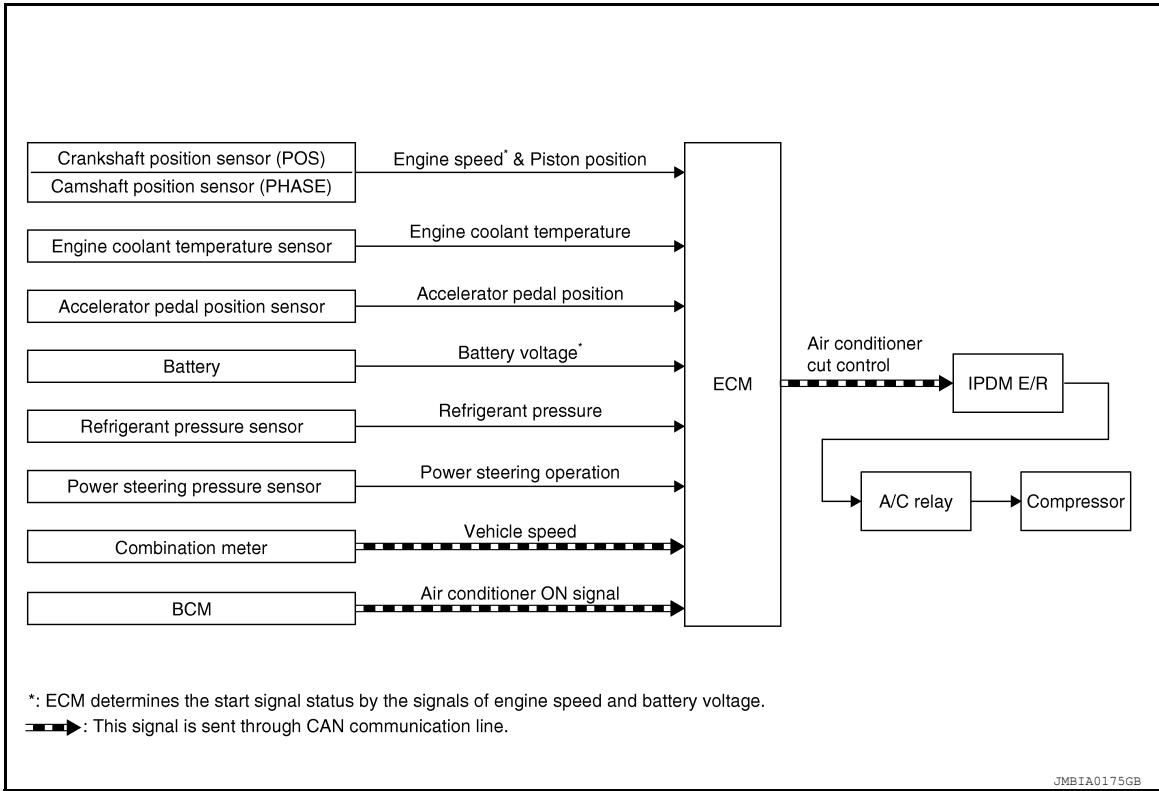 Crankshaft position sensor (POS)
Camshaft position sensor (PHASE)
Engine speed* & Piston position
Engine coolant temperature sensor
Engine coolant temperature
Accelerator pedal position sensor
Accelerator pedal position
Battery
Battery voltage*
Refrigerant pressure sensor
Refrigerant pressure
Power steering pressure sensor
Power steering operation
Combination meter
Vehicle speed
BCM
Air conditioner ON signal
ECM
Air conditioner
cut control
IPDM E/R
A/C relay
Compressor
*: ECM determines the start signal status by the signals of engine speed and battery voltage.
: This signal is sent through CAN communication line.
JMBIA0175GB